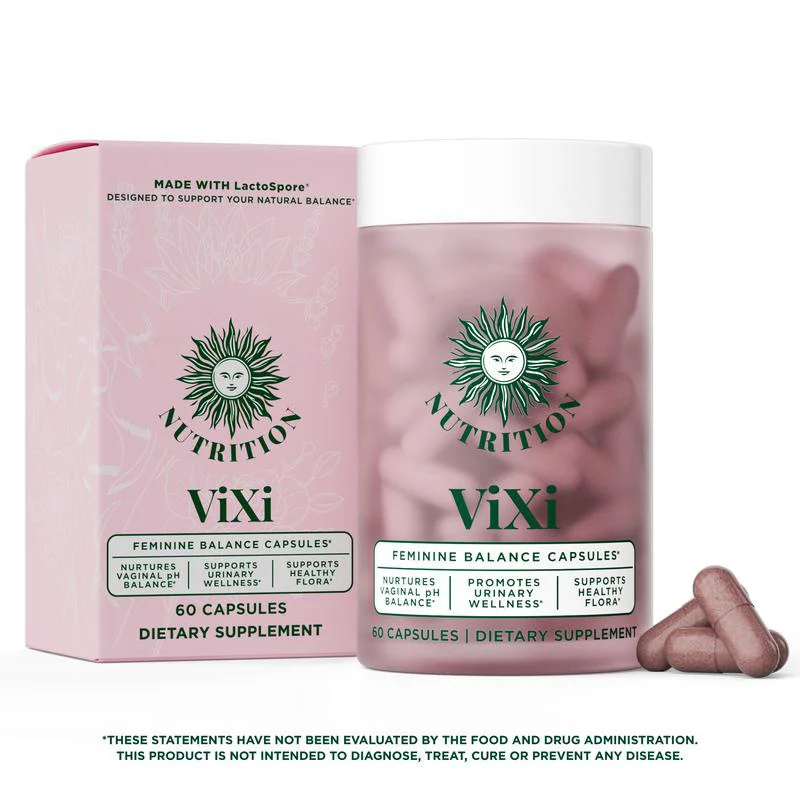 MADE WITH LactoSpore®
DESIGNED TO SUPPORT YOUR NATURAL BALANCE*
NUTRITION
ViXi
FEMININE BALANCE CAPSULES*
NURTURES
VAGINAL pH
BALANCE*
SUPPORTS
URINARY
WELLNESS*
SUPPORTS
HEALTHY
FLORA*
60 CAPSULES
DIETARY SUPPLEMENT
NUTRITION
ViXi
FEMININE BALANCE CAPSULES*
NURTURES
VAGINAL pH
BALANCE*
PROMOTES
URINARY
WELLNESS*
SUPPORTS
HEALTHY
FLORA*
60 CAPSULES | DIETARY SUPPLEMENT
*THESE STATEMENTS HAVE NOT BEEN EVALUATED BY THE FOOD AND DRUG ADMINISTRATION.
THIS PRODUCT IS NOT INTENDED TO DIAGNOSE, TREAT, CURE OR PREVENT ANY DISEASE.